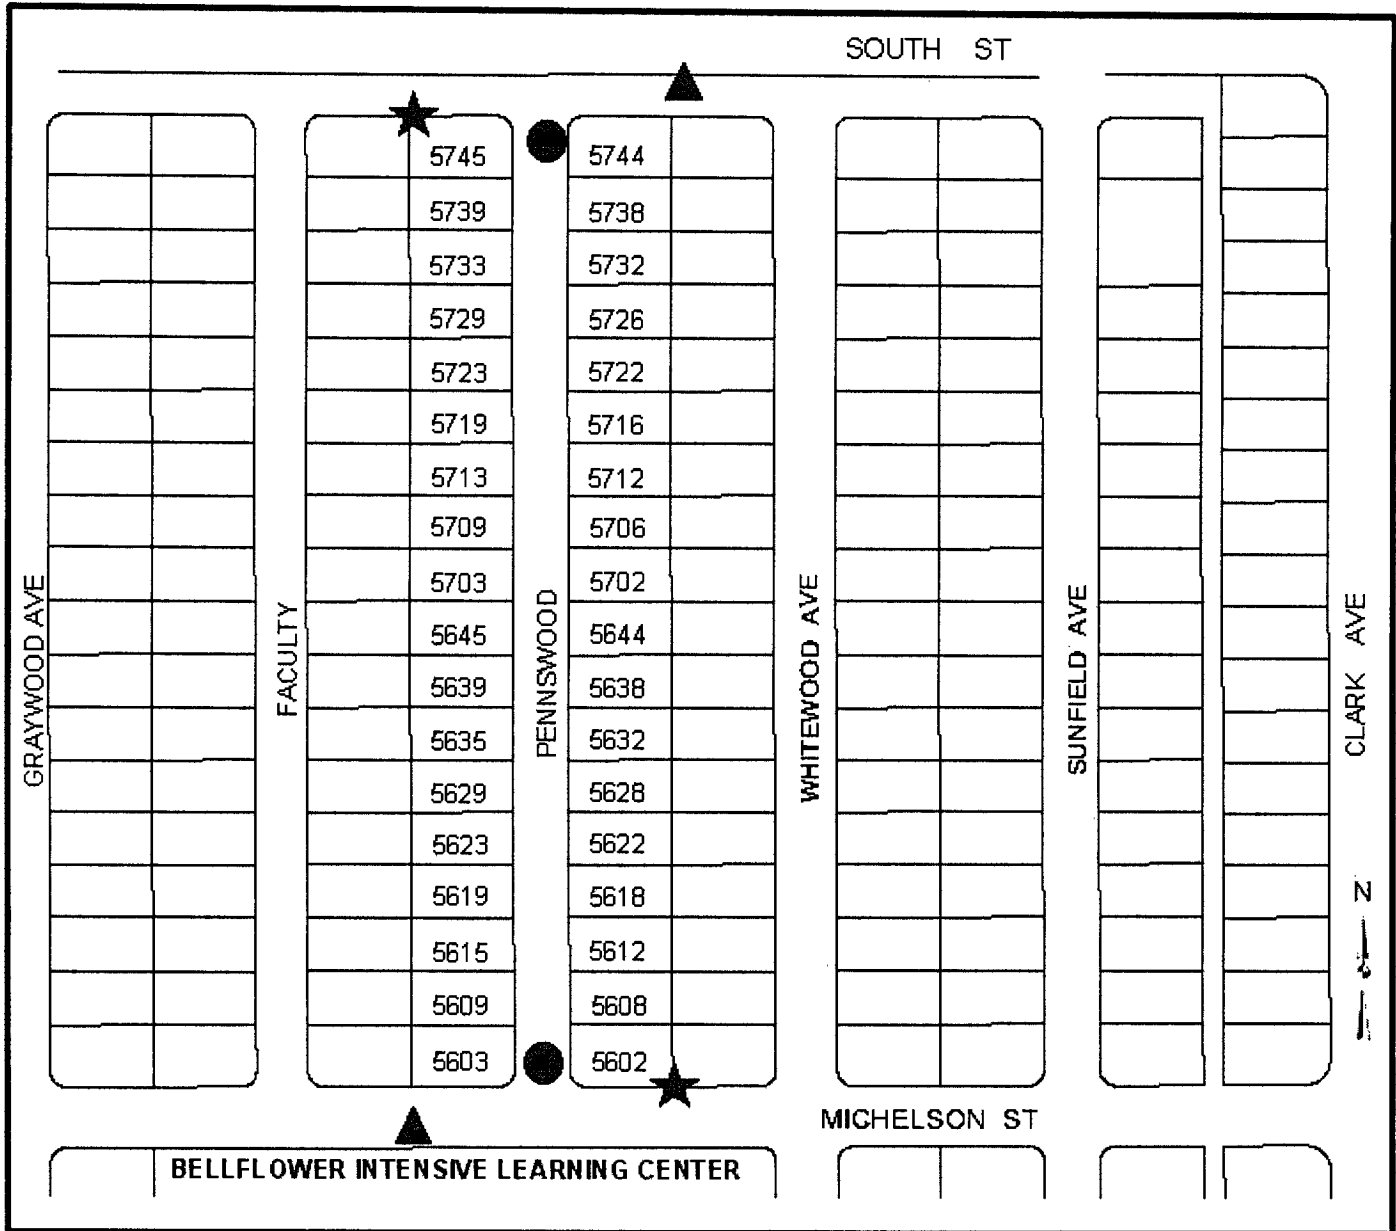 SOUTH ST
5745 5744
5739 5738
5733 5732
5729 5726
5723 5722
5719 5716
5713 5712
5709 5706
5703 5702
5645 5644
5639 5638
5635 5632
5629 5628
5623 5622
5619 5618
5615 5612
5609 5608
5603 5602
GRAYWOOD AVE
FACULTY
PENNSWOOD
WHITEWOOD AVE
SUNFIELD AVE
CLARK AVE
N
MICHELSON ST
BELLFLOWER INTENSIVE LEARNING CENTER